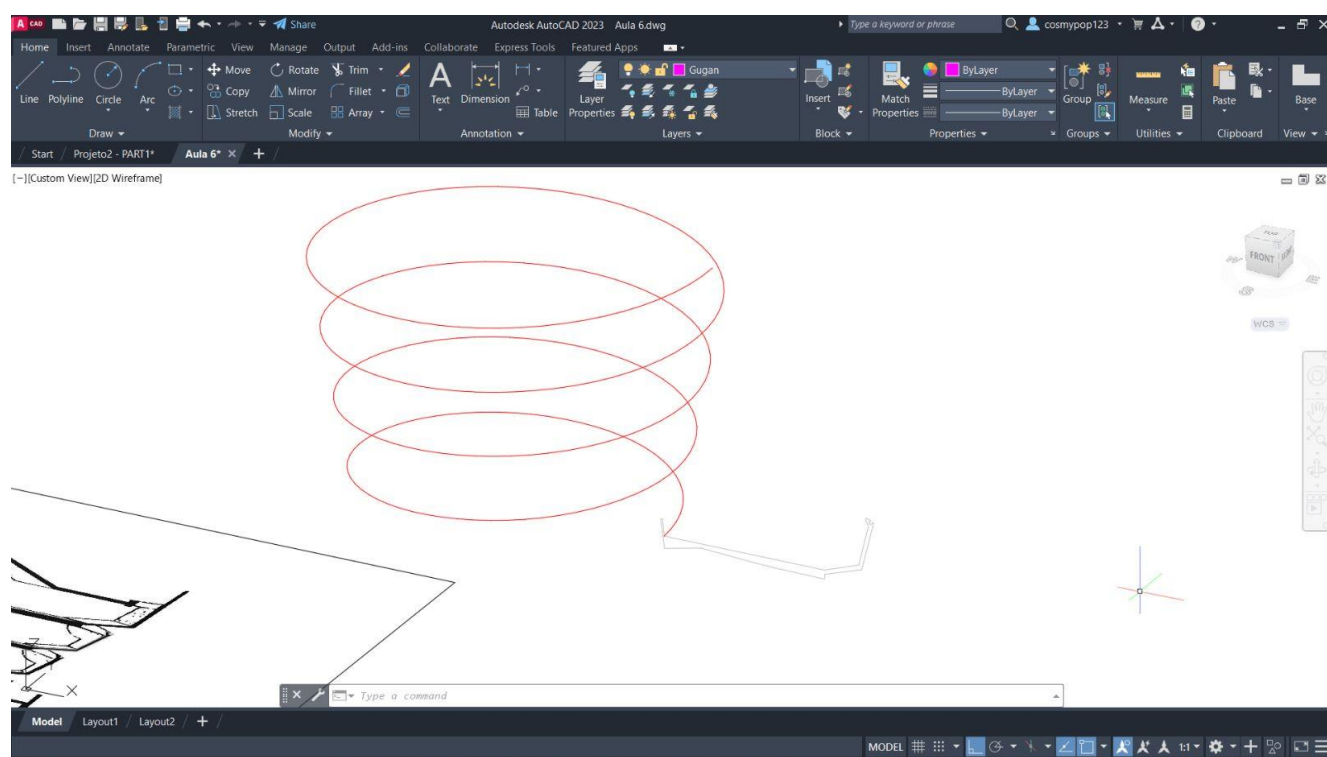 A CAD Share Autodesk AutoCAD 2023 Aula 6.dwg Type a keyword or phrase cosmypop123
Home Insert Annotate Parametric View Manage Output Add-ins Collaborate Express Tools Featured Apps
Line Polyline Circle Arc Move Rotate Trim Copy Mirror Fillet Stretch Scale Array Text Dimension Table Layer Properties Gugan Insert Match Properties ByLayer ByLayer ByLayer Group Measure Paste Base
Draw Modify Annotation Layers Block Properties Groups Utilities Clipboard View
Start Projeto2 - PART1* Aula 6* +
[−][Custom View][2D Wireframe]
TOP
FRONT
WCS
Z
Y
X
Type a command
Model Layout1 Layout2 +
MODEL 1:1